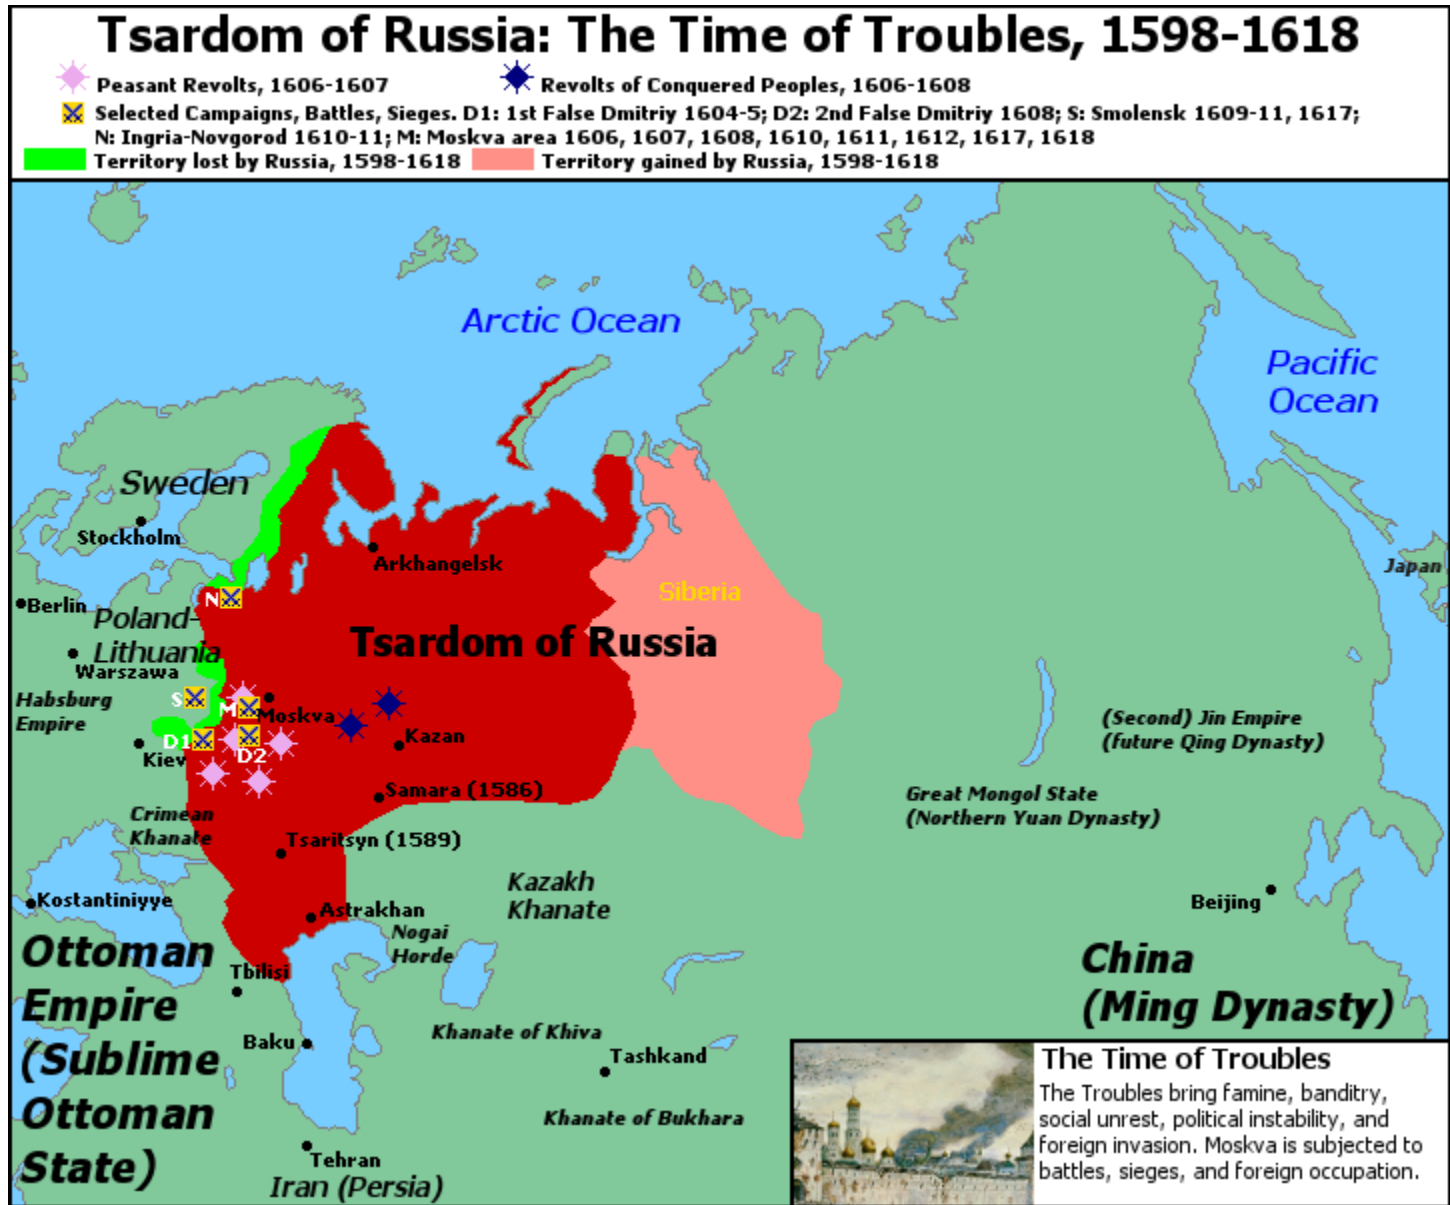 Tsardom of Russia: The Time of Troubles, 1598-1618
Peasant Revolts, 1606-1607
Revolts of Conquered Peoples, 1606-1608
Selected Campaigns, Battles, Sieges. D1: 1st False Dmitriy 1604-5; D2: 2nd False Dmitriy 1608; S: Smolensk 1609-11, 1617;
N: Ingria-Novgorod 1610-11; M: Moskva area 1606, 1607, 1608, 1610, 1611, 1612, 1617, 1618
Territory lost by Russia, 1598-1618
Territory gained by Russia, 1598-1618
Arctic Ocean
Pacific
Ocean
Sweden
Stockholm
Arkhangelsk
Japan
Siberia
N
Berlin
Poland-
Lithuania
Tsardom of Russia
Warszawa
Habsburg
Empire
S
M
Moskva
(Second) Jin Empire
(future Qing Dynasty)
D1
D2
Kazan
Kiev
Samara (1586)
Great Mongol State
(Northern Yuan Dynasty)
Crimean
Khanate
Tsaritsyn (1589)
Kazakh
Khanate
Kostantiniyye
Astrakhan
Beijing
Nogai
Horde
Ottoman
Empire
(Sublime
Ottoman
State)
Tbilisi
China
(Ming Dynasty)
Baku
Khanate of Khiva
Tashkand
Khanate of Bukhara
Tehran
Iran (Persia)
The Time of Troubles
The Troubles bring famine, banditry,
social unrest, political instability, and
foreign invasion. Moskva is subjected to
battles, sieges, and foreign occupation.